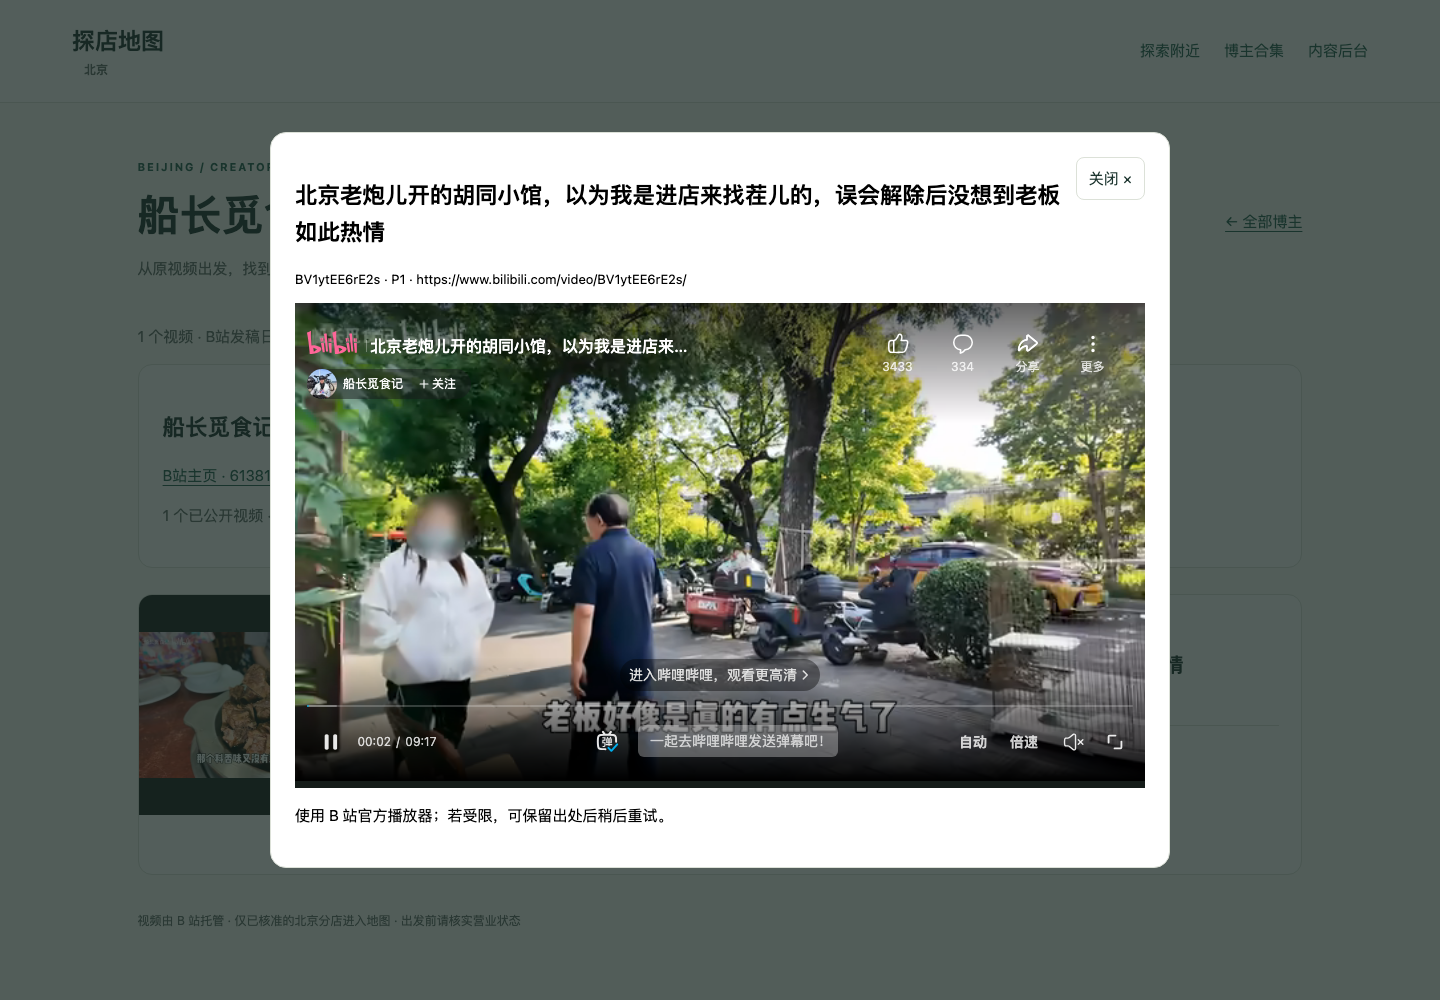 探店地图
北京
探索附近
博主合集
内容后台
BEIJING / CREATOR
船长觅
← 全部博主
从原视频出发，找到
1 个视频 · B站发稿日
船长觅食记
B站主页 · 61381
1 个已公开视频 ·
北京老炮儿开的胡同小馆，以为我是进店来找茬儿的，误会解除后没想到老板
如此热情
关闭 ×
BV1ytEE6rE2s · P1 · https://www.bilibili.com/video/BV1ytEE6rE2s/
bilibili
北京老炮儿开的胡同小馆，以为我是进店来...
船长觅食记
+ 关注
3433
334
分享
更多
进入哔哩哔哩，观看更高清 >
老板好像是真的有点生气了
00:02 / 09:17
弹
一起去哔哩哔哩发送弹幕吧！
自动
倍速
使用 B 站官方播放器；若受限，可保留出处后稍后重试。
情
视频由 B 站托管 · 仅已核准的北京分店进入地图 · 出发前请核实营业状态